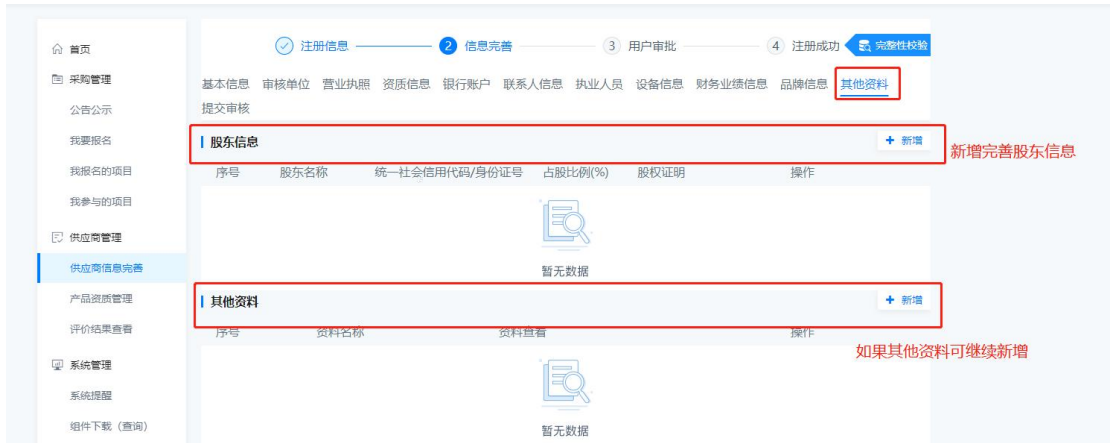 首页
采购管理
公告公示
我要报名
我报名的项目
我参与的项目
供应商管理
供应商信息完善
产品资质管理
评价结果查看
系统管理
系统提醒
组件下载（查询）
注册信息 2 信息完善 3 用户审批 4 注册成功 完整性校验
基本信息 审核单位 营业执照 资质信息 银行账户 联系人信息 执业人员 设备信息 财务业绩信息 品牌信息 其他资料
提交审核
股东信息 + 新增
新增完善股东信息
序号 股东名称 统一社会信用代码/身份证号 占股比例(%) 股权证明 操作
暂无数据
其他资料 + 新增
序号 资料名称 资料查看 操作
如果其他资料可继续新增
暂无数据